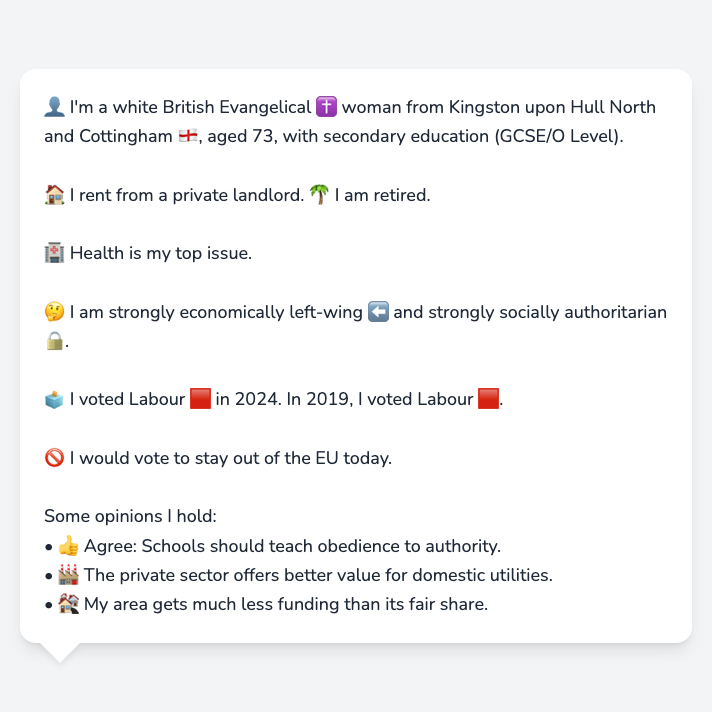 👤 I'm a white British Evangelical ✝️ woman from Kingston upon Hull North
and Cottingham 🏴󠁧󠁢󠁥󠁮󠁧󠁿, aged 73, with secondary education (GCSE/O Level).
🏠 I rent from a private landlord. 🌴 I am retired.
🏥 Health is my top issue.
🤔 I am strongly economically left-wing ⬅️ and strongly socially authoritarian
🔒.
🗳️ I voted Labour 🟥 in 2024. In 2019, I voted Labour 🟥.
🚫 I would vote to stay out of the EU today.
Some opinions I hold:
• 👍 Agree: Schools should teach obedience to authority.
• 🏭 The private sector offers better value for domestic utilities.
• 🏚️ My area gets much less funding than its fair share.